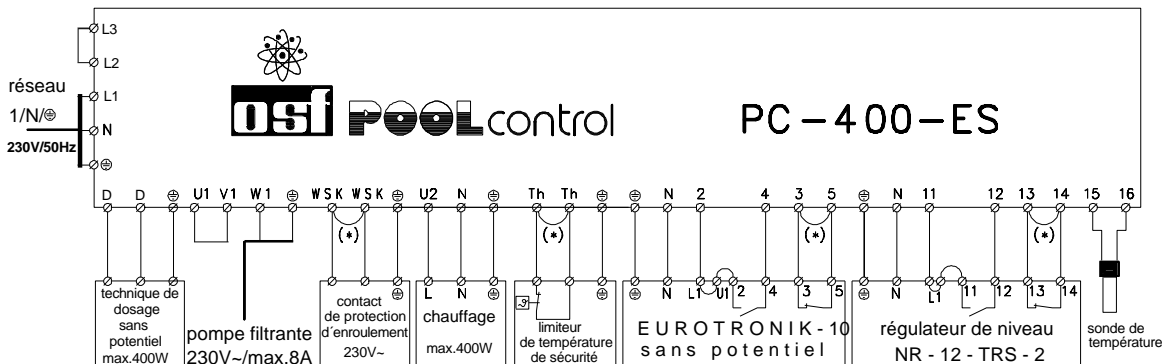 L3
L2
réseau
L1
1/N/⏚
N
230V/50Hz
⏚
osf POOL control
PC-400-ES
D D ⏚ U1 V1 W1 ⏚ WSK WSK ⏚ U2 N ⏚ Th Th ⏚ ⏚ N 2 4 3 5 ⏚ N 11 12 13 14 15 16
(*) (*) (*) (*)
technique de
dosage
sans
potentiel
max.400W
pompe filtrante
230V~/max.8A
⏚
contact
de protection
d´enroulement
230V~
L N ⏚
chauffage
max.400W
limiteur
de température
de sécurité
⏚ N L1 U1 2 4 3 5
EUROTRONIK-10
sans potentiel
⏚ N L1 11 12 13 14
régulateur de niveau
NR - 12 - TRS - 2
sonde de
température